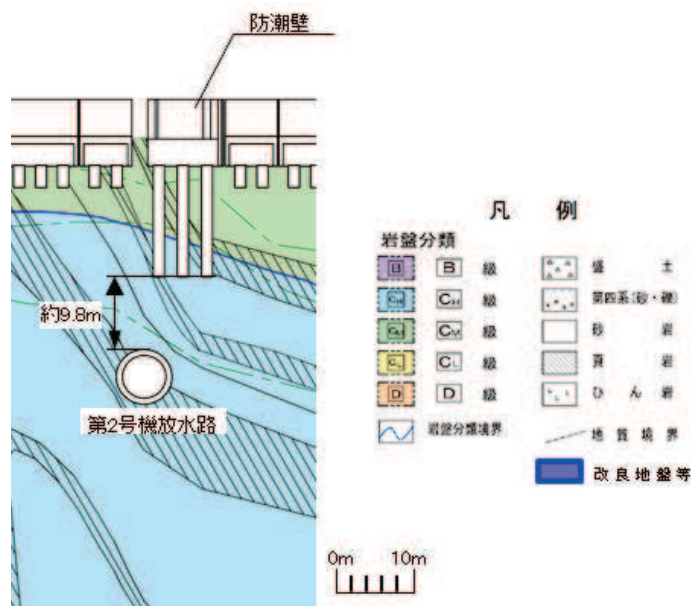 防潮壁
約9.8m
第2号機放水路
凡 例
岩盤分類
B B 級 盛 土
CH CH 級 第四系(砂・礫)
CM CM 級 砂 岩
CL CL 級 頁 岩
D D 級 ひ ん 岩
岩盤分類境界 地 質 境 界
改良地盤等
0m 10m